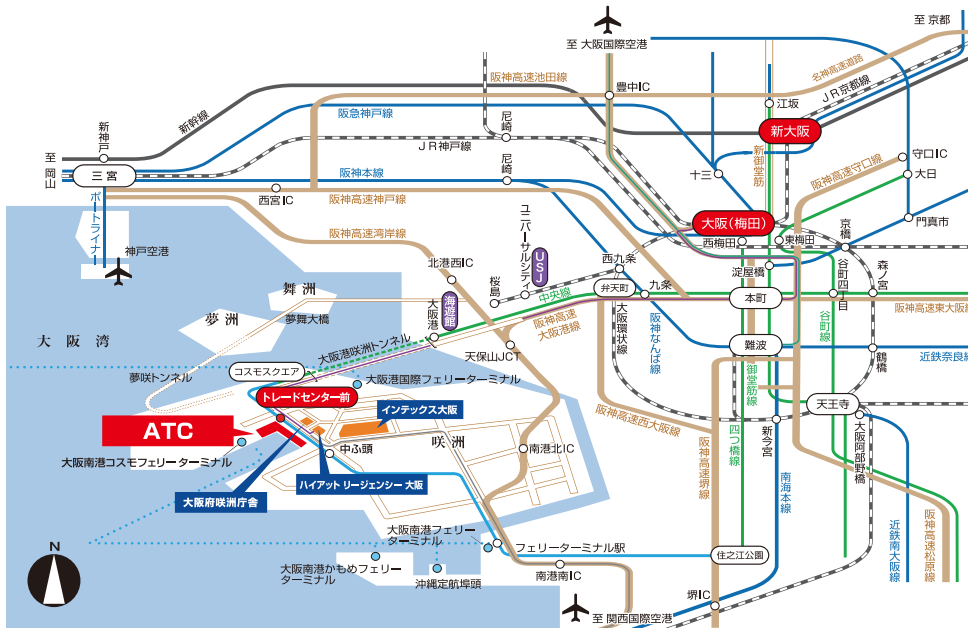 至 京都
至 大阪国際空港
名神高速道路
JR京都線
阪神高速池田線
豊中IC
江坂
新幹線
阪急神戸線
尼崎
新大阪
新神戸
JR神戸線
新御堂筋
守口IC
阪神高速守口線
大日
至
岡山
三宮
阪神本線
尼崎
十三
西宮IC
阪神高速神戸線
ポートライナー
大阪(梅田)
門真市
西梅田
東梅田
京橋
阪神高速湾岸線
ユニバーサルシティ
USJ
神戸空港
北港西IC
西九条
淀屋橋
谷町四丁目
森ノ宮
桜島
弁天町
九条
中央線
本町
阪神高速東大阪線
舞洲
海遊館
大阪港
阪神高速
大阪港線
大阪環状線
阪神なんば線
谷町線
夢洲
夢舞大橋
大阪湾
大阪港咲洲トンネル
天保山JCT
難波
近鉄奈良線
鶴橋
夢咲トンネル
コスモスクエア
大阪港国際フェリーターミナル
御堂筋線
トレードセンター前
天王寺
インテックス大阪
阪神高速西大阪線
ATC
咲洲
四つ橋線
新今宮
大阪阿部野橋
中ふ頭
南港北IC
阪神高速堺線
南海本線
大阪南港コスモフェリーターミナル
ハイアット リージェンシー 大阪
大阪府咲洲庁舎
近鉄南大阪線
阪神高速松原線
大阪南港フェリー
ターミナル
フェリーターミナル駅
住之江公園
N
大阪南港かもめフェリー
ターミナル
沖縄定航埠頭
南港南IC
堺IC
至 関西国際空港